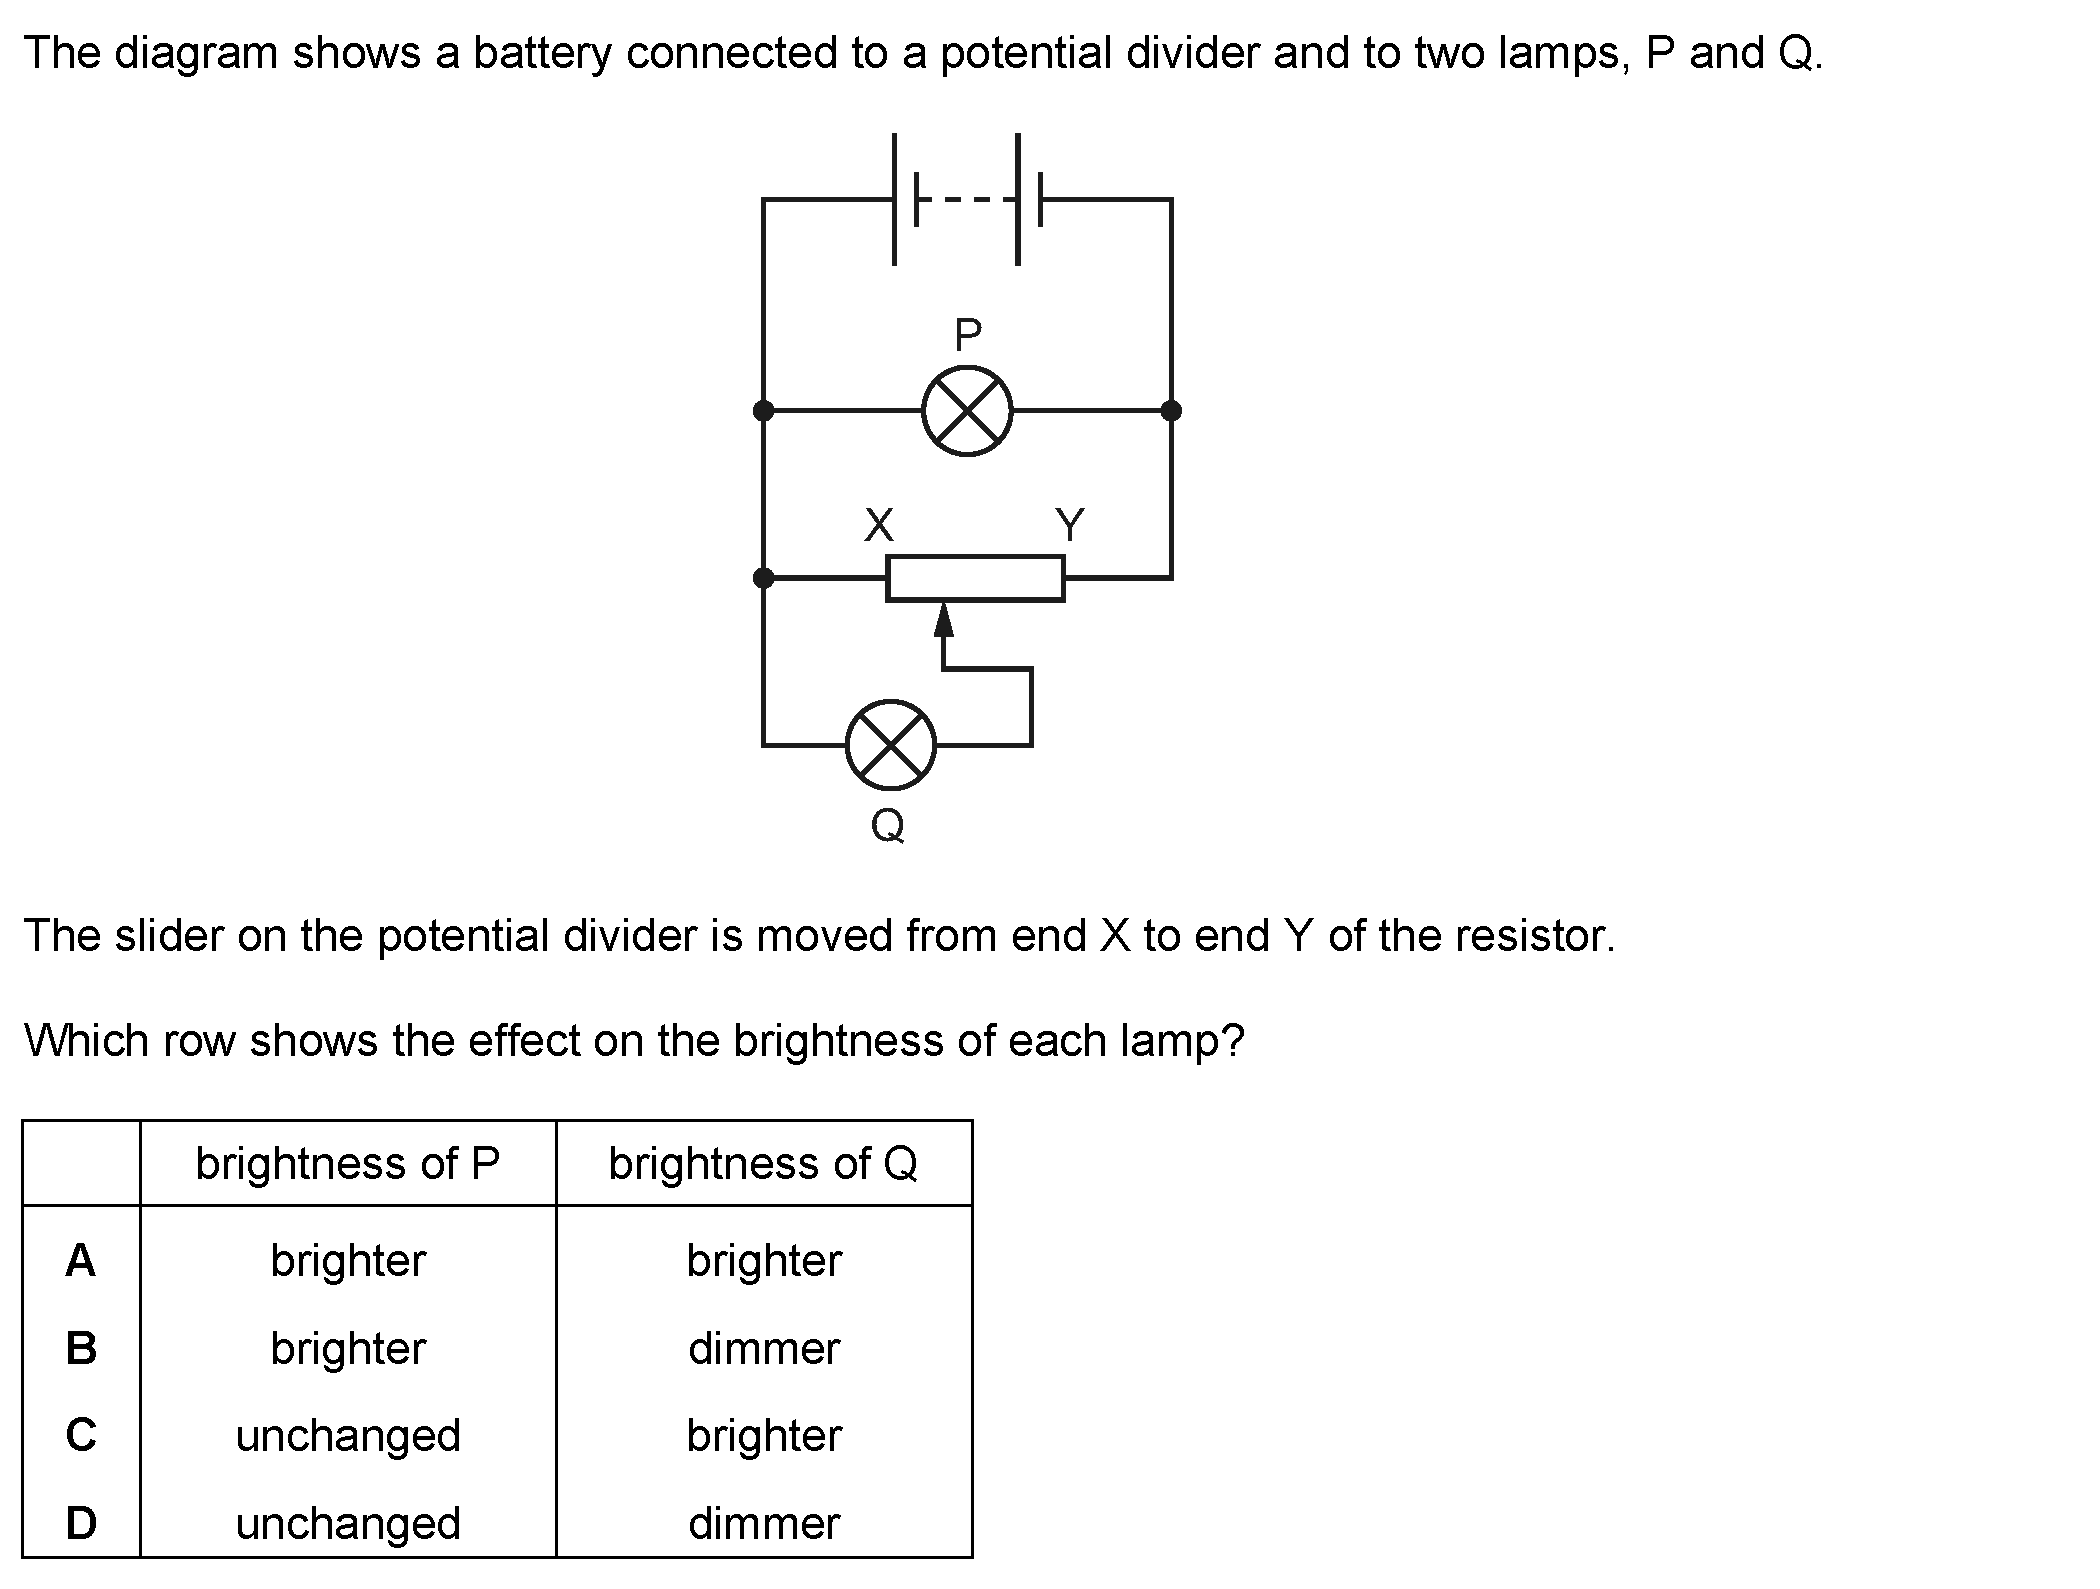 The diagram shows a battery connected to a potential divider and to two lamps, P and Q.
P
X Y
Q
The slider on the potential divider is moved from end X to end Y of the resistor.
Which row shows the effect on the brightness of each lamp?
brightness of P brightness of Q
A brighter brighter
B brighter dimmer
C unchanged brighter
D unchanged dimmer